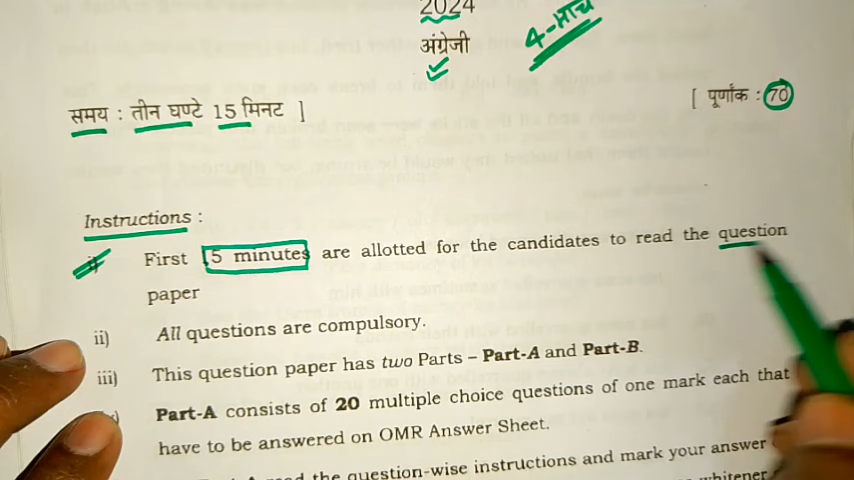 2024
अंग्रेजी
4-मार्च
समय : तीन घण्टे 15 मिनट ]
[ पूर्णांक : 70
Instructions :
i) First 15 minutes are allotted for the candidates to read the question
paper
ii) All questions are compulsory.
iii) This question paper has two Parts – Part-A and Part-B.
Part-A consists of 20 multiple choice questions of one mark each that
have to be answered on OMR Answer Sheet.
read the question-wise instructions and mark your answer
whitener